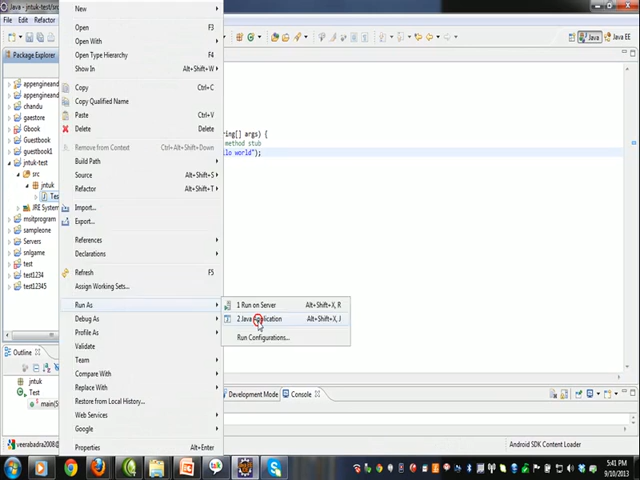 Java - jntuk-test/src
File Edit Refactor
Java
Java EE
Package Explorer
appengineand
appengineand
chandu
gaestore
Gbook
Guestbook
guestbook1
jntuk-test
src
jntuk
Tes
JRE System
msitprogram
sampleone
Servers
snlgame
test
test1234
test12345
New
Open F3
Open With
Open Type Hierarchy F4
Show In Alt+Shift+W
Copy Ctrl+C
Copy Qualified Name
Paste Ctrl+V
Delete Delete
Remove from Context Ctrl+Alt+Shift+Down
Build Path
Source Alt+Shift+S
Refactor Alt+Shift+T
Import...
Export...
References
Declarations
Refresh F5
Assign Working Sets...
Run As
Debug As
Profile As
Validate
Team
Compare With
Replace With
Restore from Local History...
Web Services
Google
Properties Alt+Enter
1 Run on Server Alt+Shift+X, R
2 Java Application Alt+Shift+X, J
Run Configurations...
ring[] args) {
method stub
llo world");
Outline
jntuk
Test
main(S
Development Mode
Console
veerabadra2008@
Android SDK Content Loader
5:41 PM
9/10/2013